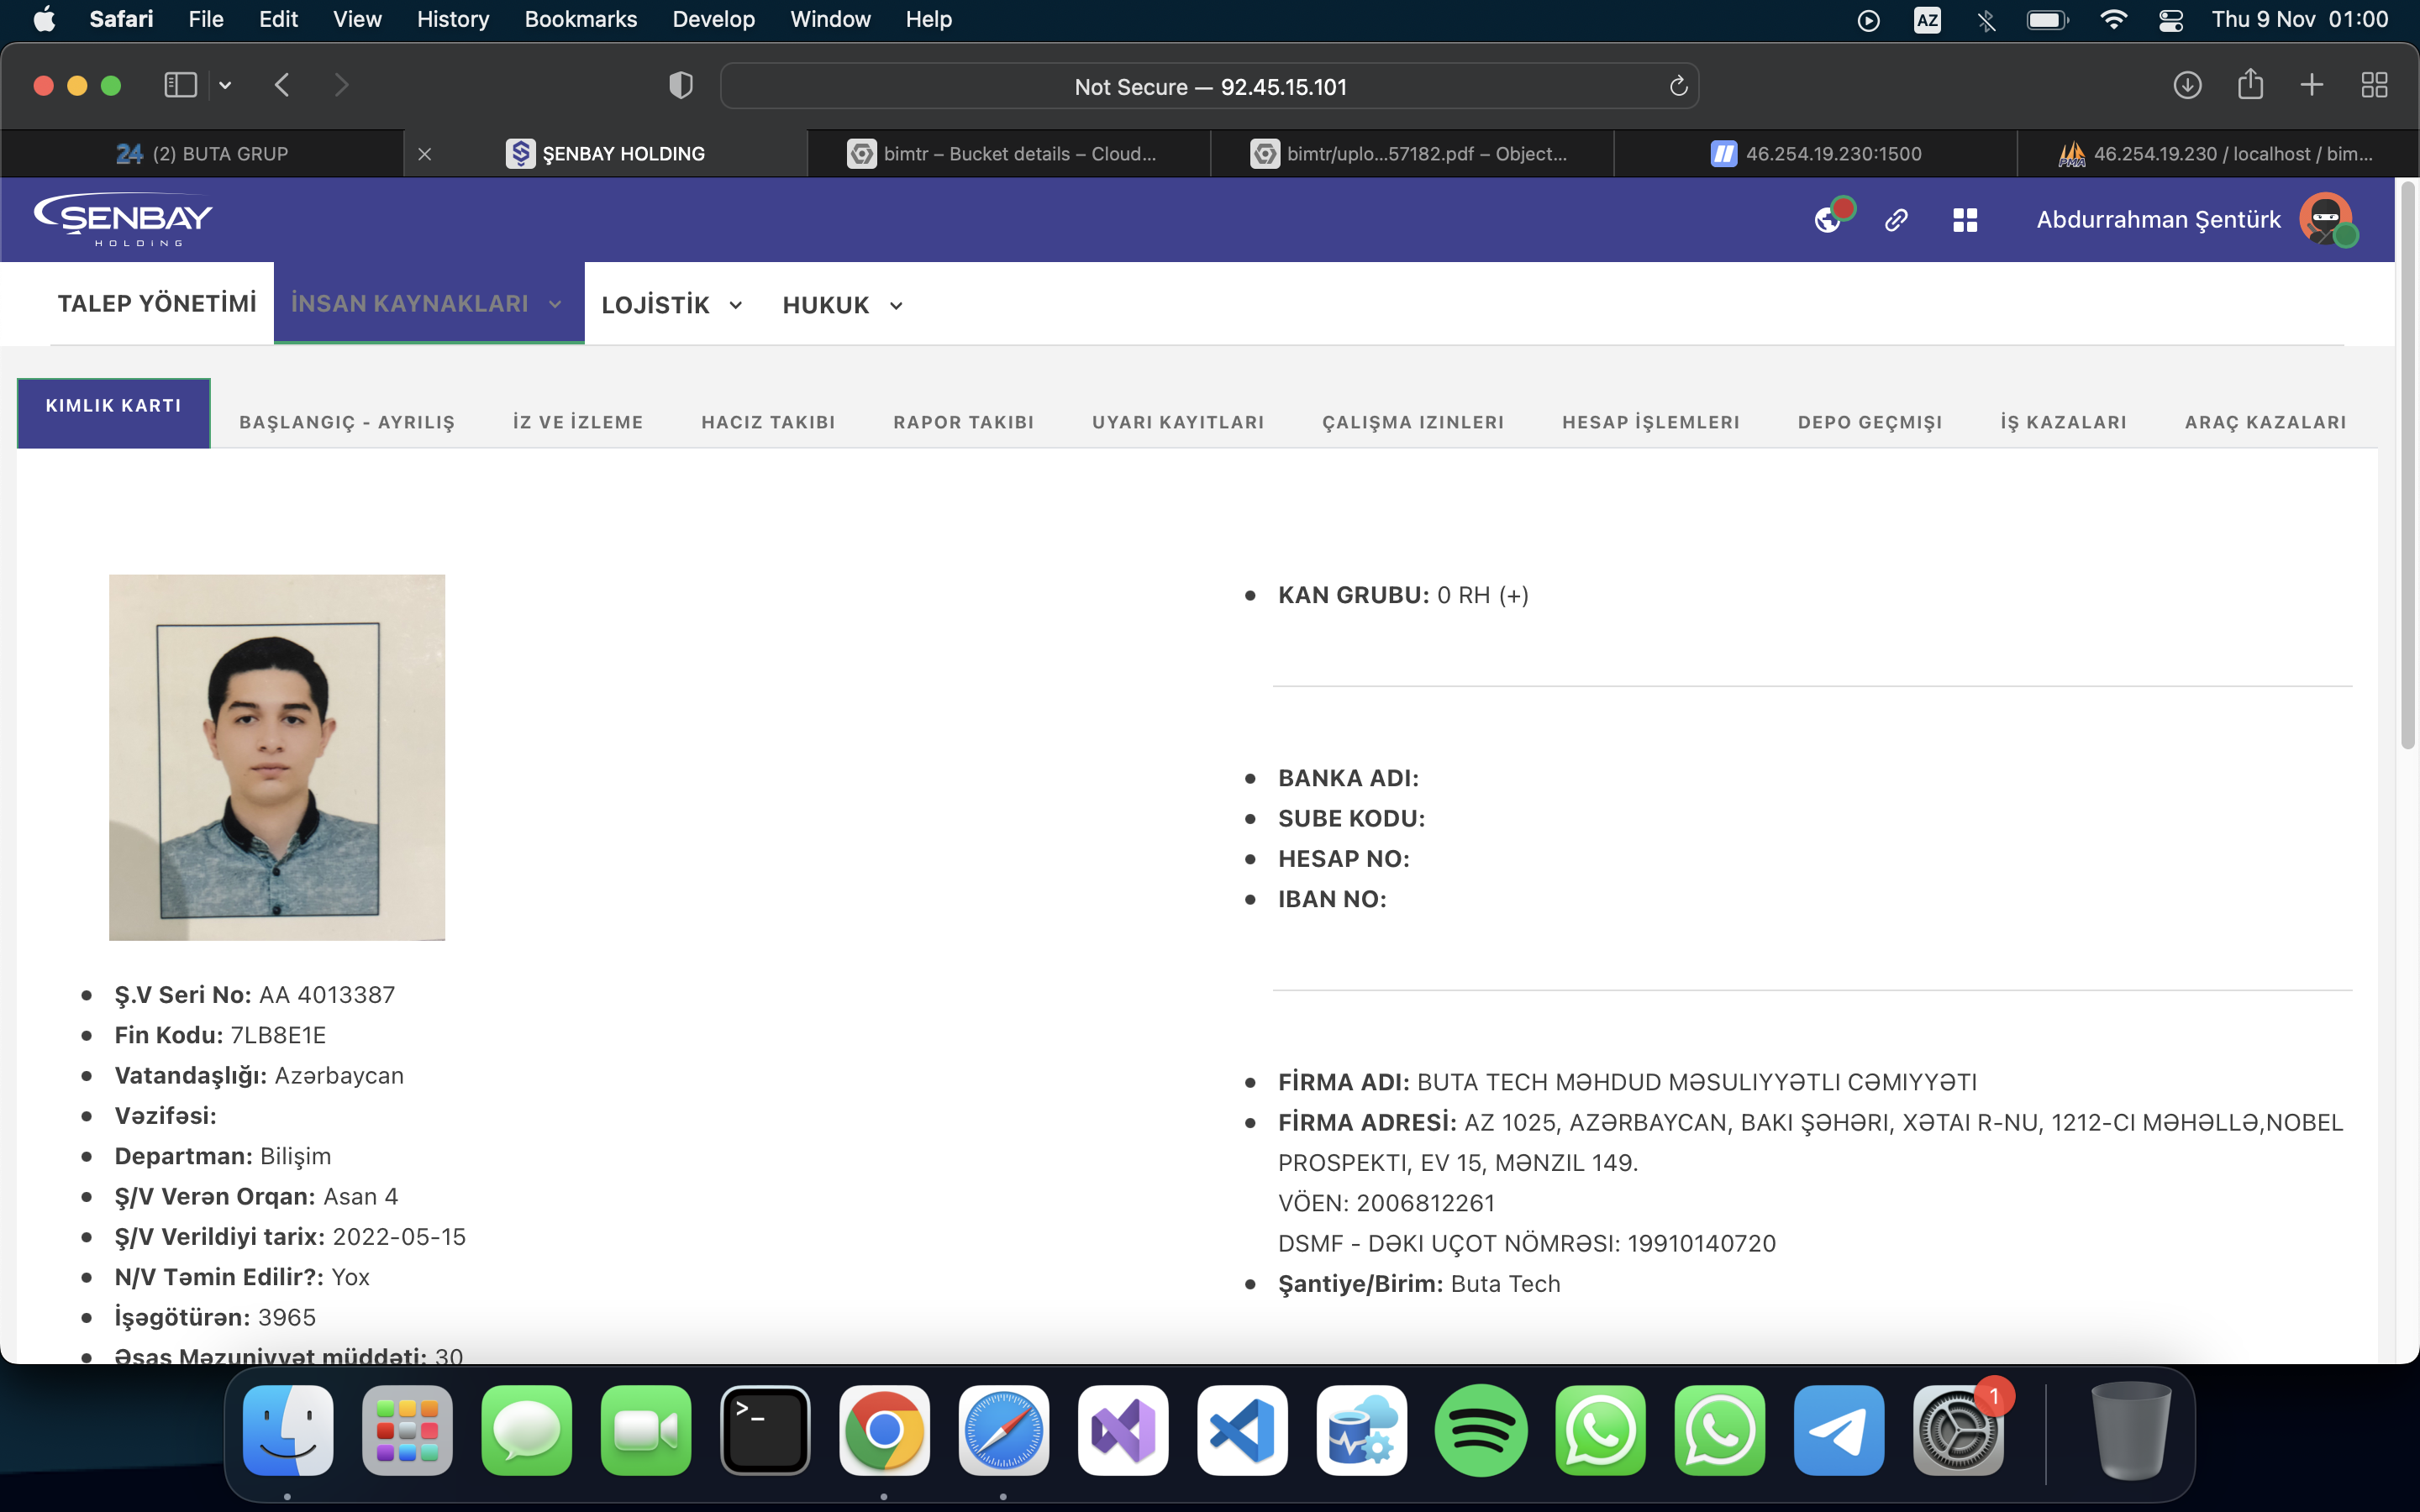 Safari File Edit View History Bookmarks Develop Window Help AZ Thu 9 Nov 01:00
Not Secure — 92.45.15.101
24 (2) BUTA GRUP
ŞENBAY HOLDING
bimtr – Bucket details – Cloud...
bimtr/uplo...57182.pdf – Object...
46.254.19.230:1500
PMA 46.254.19.230 / localhost / bim...
ŞENBAY
HOLDING
Abdurrahman Şentürk
TALEP YÖNETİMİ İNSAN KAYNAKLARI LOJİSTİK HUKUK
KIMLIK KARTI BAŞLANGIÇ - AYRILIŞ İZ VE İZLEME HACIZ TAKIBI RAPOR TAKIBI UYARI KAYITLARI ÇALIŞMA IZINLERI HESAP İŞLEMLERI DEPO GEÇMIŞI İŞ KAZALARI ARAÇ KAZALARI
Ş.V Seri No: AA 4013387
Fin Kodu: 7LB8E1E
Vatandaşlığı: Azərbaycan
Vəzifəsi:
Departman: Bilişim
Ş/V Verən Orqan: Asan 4
Ş/V Verildiyi tarix: 2022-05-15
N/V Təmin Edilir?: Yox
İşəgötürən: 3965
Əsas Məzuniyyət müddəti: 30
KAN GRUBU: 0 RH (+)
BANKA ADI:
SUBE KODU:
HESAP NO:
IBAN NO:
FİRMA ADI: BUTA TECH MƏHDUD MƏSULIYYƏTLI CƏMIYYƏTI
FİRMA ADRESİ: AZ 1025, AZƏRBAYCAN, BAKI ŞƏHƏRI, XƏTAI R-NU, 1212-CI MƏHƏLLƏ,NOBEL
PROSPEKTI, EV 15, MƏNZIL 149.
VÖEN: 2006812261
DSMF - DƏKI UÇOT NÖMRƏSI: 19910140720
Şantiye/Birim: Buta Tech
1